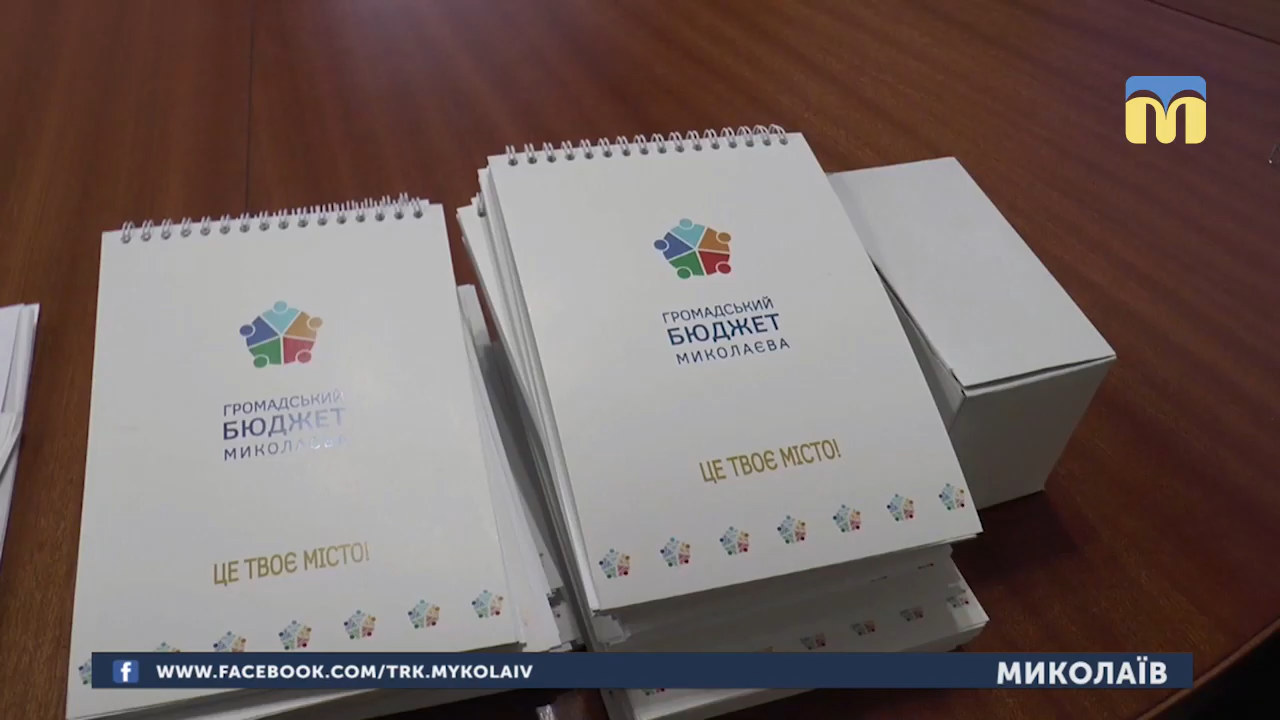 ГРОМАДСЬКИЙ
БЮДЖЕТ
МИКОЛАЄВА
ЦЕ ТВОЄ МІСТО!
ГРОМАДСЬКИЙ
БЮДЖЕТ
МИКОЛАЄВА
ЦЕ ТВОЄ МІСТО!
WWW.FACEBOOK.COM/TRK.MYKOLAIV
МИКОЛАЇВ